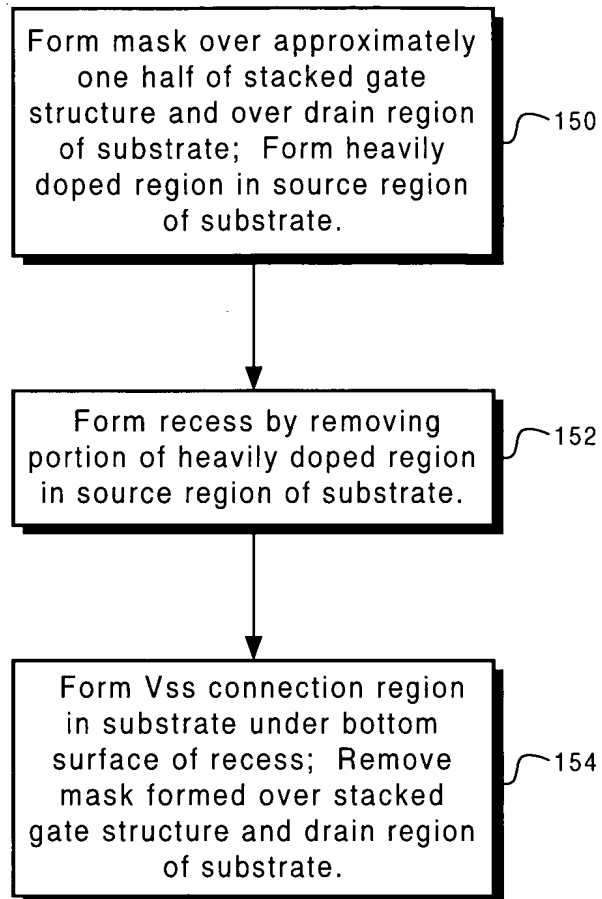 Form mask over approximately
one half of stacked gate
structure and over drain region
of substrate; Form heavily
doped region in source region
of substrate.
150
Form recess by removing
portion of heavily doped region
in source region of substrate.
152
Form Vss connection region
in substrate under bottom
surface of recess; Remove
mask formed over stacked
gate structure and drain region
of substrate.
154